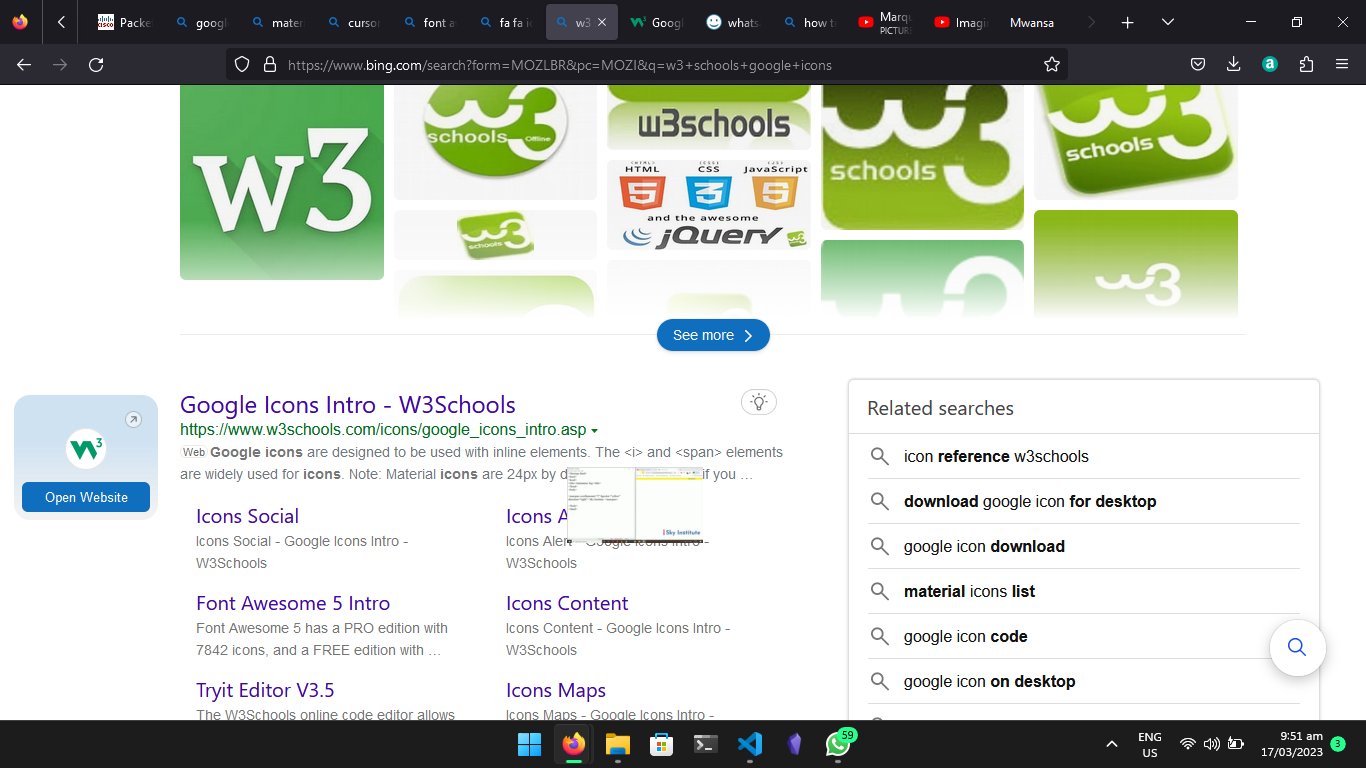 Packe
googl
mater
cursor
font a
fa fa i
w3
Googl
whats
how t
Marqu
PICTURE
Imagi
Mwansa
https://www.bing.com/search?form=MOZLBR&pc=MOZI&q=w3+schools+google+icons
w3
schools
Offline
w3schools
HTML CSS JavaScript
and the awesome
jQuery
schools
schools
w3
See more
Google Icons Intro - W3Schools
https://www.w3schools.com/icons/google_icons_intro.asp
Web Google icons are designed to be used with inline elements. The <i> and <span> elements
are widely used for icons. Note: Material icons are 24px by if you …
Open Website
Icons Social
Icons Social - Google Icons Intro -
W3Schools
Icons A
Icons Alert - Google Icons Intro -
W3Schools
Sky Institute
Font Awesome 5 Intro
Font Awesome 5 has a PRO edition with
7842 icons, and a FREE edition with …
Icons Content
Icons Content - Google Icons Intro -
W3Schools
Tryit Editor V3.5
The W3Schools online code editor allows
Icons Maps
Icons Maps - Google Icons Intro -
Related searches
icon reference w3schools
download google icon for desktop
google icon download
material icons list
google icon code
google icon on desktop
59
ENG
US
9:51 am
17/03/2023
3